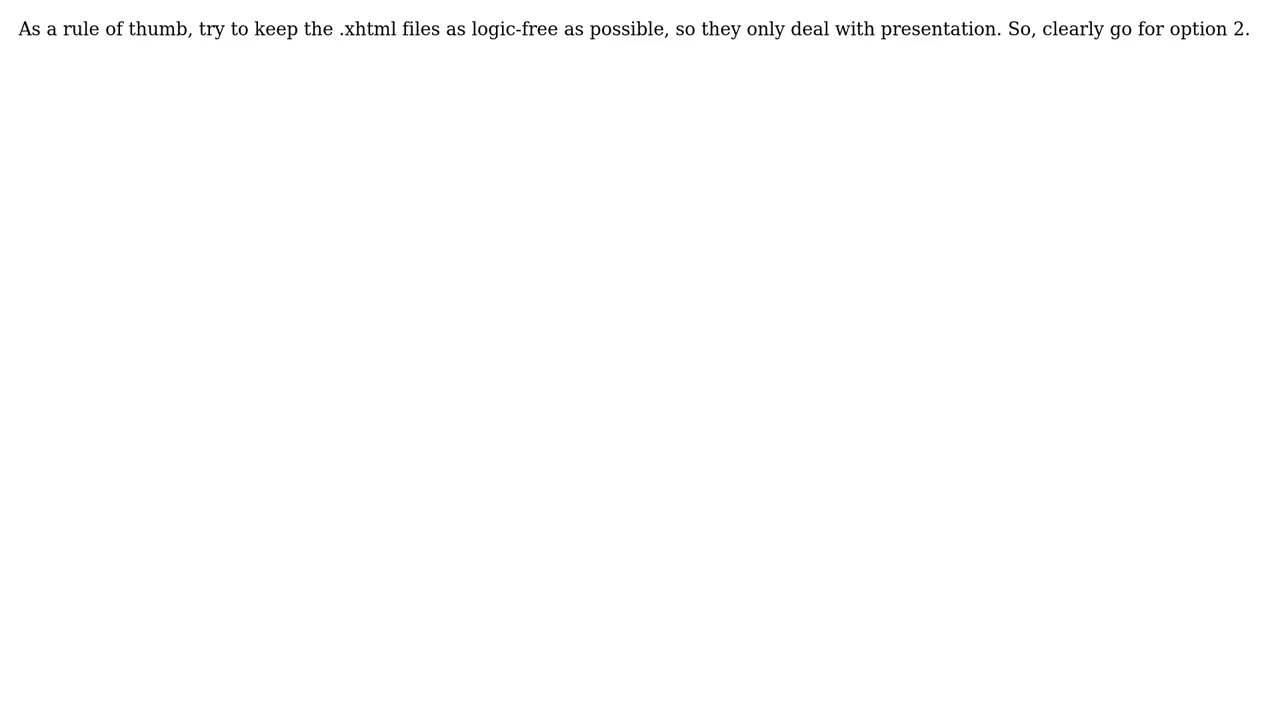 As a rule of thumb, try to keep the .xhtml files as logic-free as possible, so they only deal with presentation. So, clearly go for option 2.